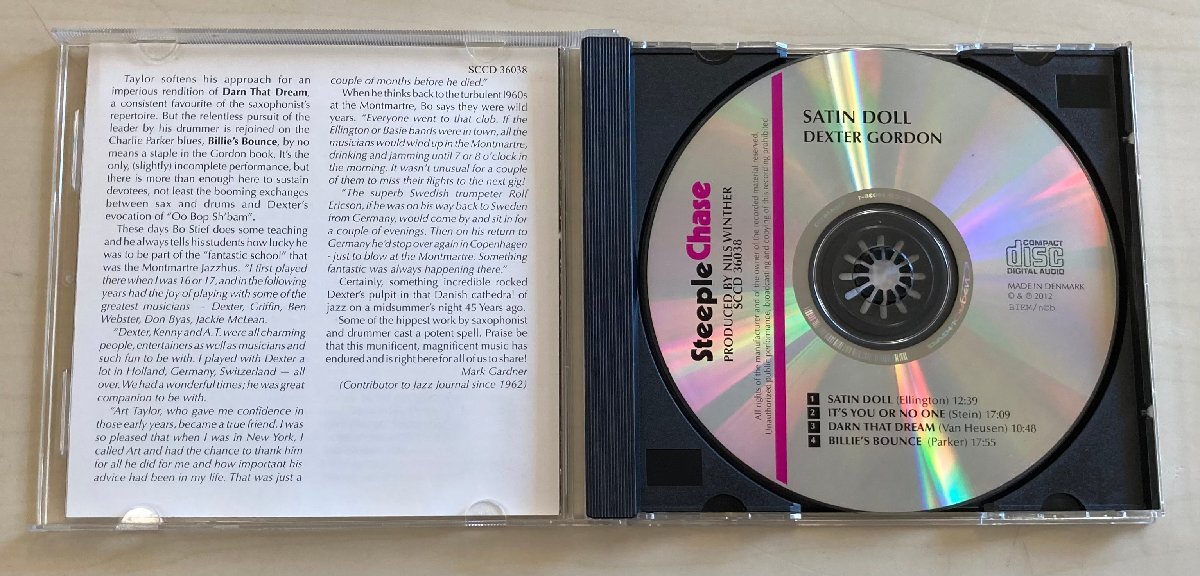 SCCD 36038
Taylor softens his approach for an
imperious rendition of Darn That Dream,
a consistent favourite of the saxophonist's
repertoire. But the relentless pursuit of the
leader by his drummer is rejoined on the
Charlie Parker blues, Billie's Bounce, by no
means a staple in the Gordon book. It's the
only, (slightly) incomplete performance, but
there is more than enough here to sustain
devotees, not least the booming exchanges
between sax and drums and Dexter's
evocation of "Oo Bop Sh'bam".
These days Bo Stief does some teaching
and he always tells his students how lucky he
was to be part of the "fantastic school" that
was the Montmartre Jazzhus. "I first played
there when I was 16 or 17, and in the following
years had the joy of playing with some of the
greatest musicians – Dexter, Griffin, Ben
Webster, Don Byas, Jackie McLean.
"Dexter, Kenny and A.T. were all charming
people, entertainers as well as musicians and
such fun to be with. I played with Dexter a
lot in Holland, Germany, Switzerland — all
over. We had a wonderful times; he was great
companion to be with.
"Art Taylor, who gave me confidence in
those early years, became a true friend. I was
so pleased that when I was in New York, I
called Art and had the chance to thank him
for all he did for me and how important his
advice had been in my life. That was just a
couple of months before he died."
When he thinks back to the turbulent 1960s
at the Montmartre, Bo says they were wild
years. "Everyone went to that club. If the
Ellington or Basie bands were in town, all the
musicians would wind up in the Montmartre,
drinking and jamming until 7 or 8 o'clock in
the morning. It wasn't unusual for a couple
of them to miss their flights to the next gig!
"The superb Swedish trumpeter Rolf
Ericson, if he was on his way back to Sweden
from Germany, would come by and sit in for
a couple of evenings. Then on his return to
Germany he'd stop over again in Copenhagen
- just to blow at the Montmartre. Something
fantastic was always happening there."
Certainly, something incredible rocked
Dexter's pulpit in that Danish cathedral of
jazz on a midsummer's night 45 Years ago.
Some of the hippest work by saxophonist
and drummer cast a potent spell. Praise be
that this munificent, magnificent music has
endured and is right here for all of us to share!
Mark Gardner
(Contributor to Jazz Journal since 1962)
SATIN DOLL
DEXTER GORDON
SteepleChase
PRODUCED BY NILS WINTHER
SCCD 36038
All rights of the manufacturer and of the owner of the recorded material reserved.
Unauthorized public performance, broadcasting and copying of this recording prohibited
COMPACT
disc
DIGITAL AUDIO
MADE IN DENMARK
© & ℗ 2012
1 SATIN DOLL (Ellington) 12:39
2 IT'S YOU OR NO ONE (Stein) 17:09
3 DARN THAT DREAM (Van Heusen) 10:48
4 BILLIE'S BOUNCE (Parker) 17:55